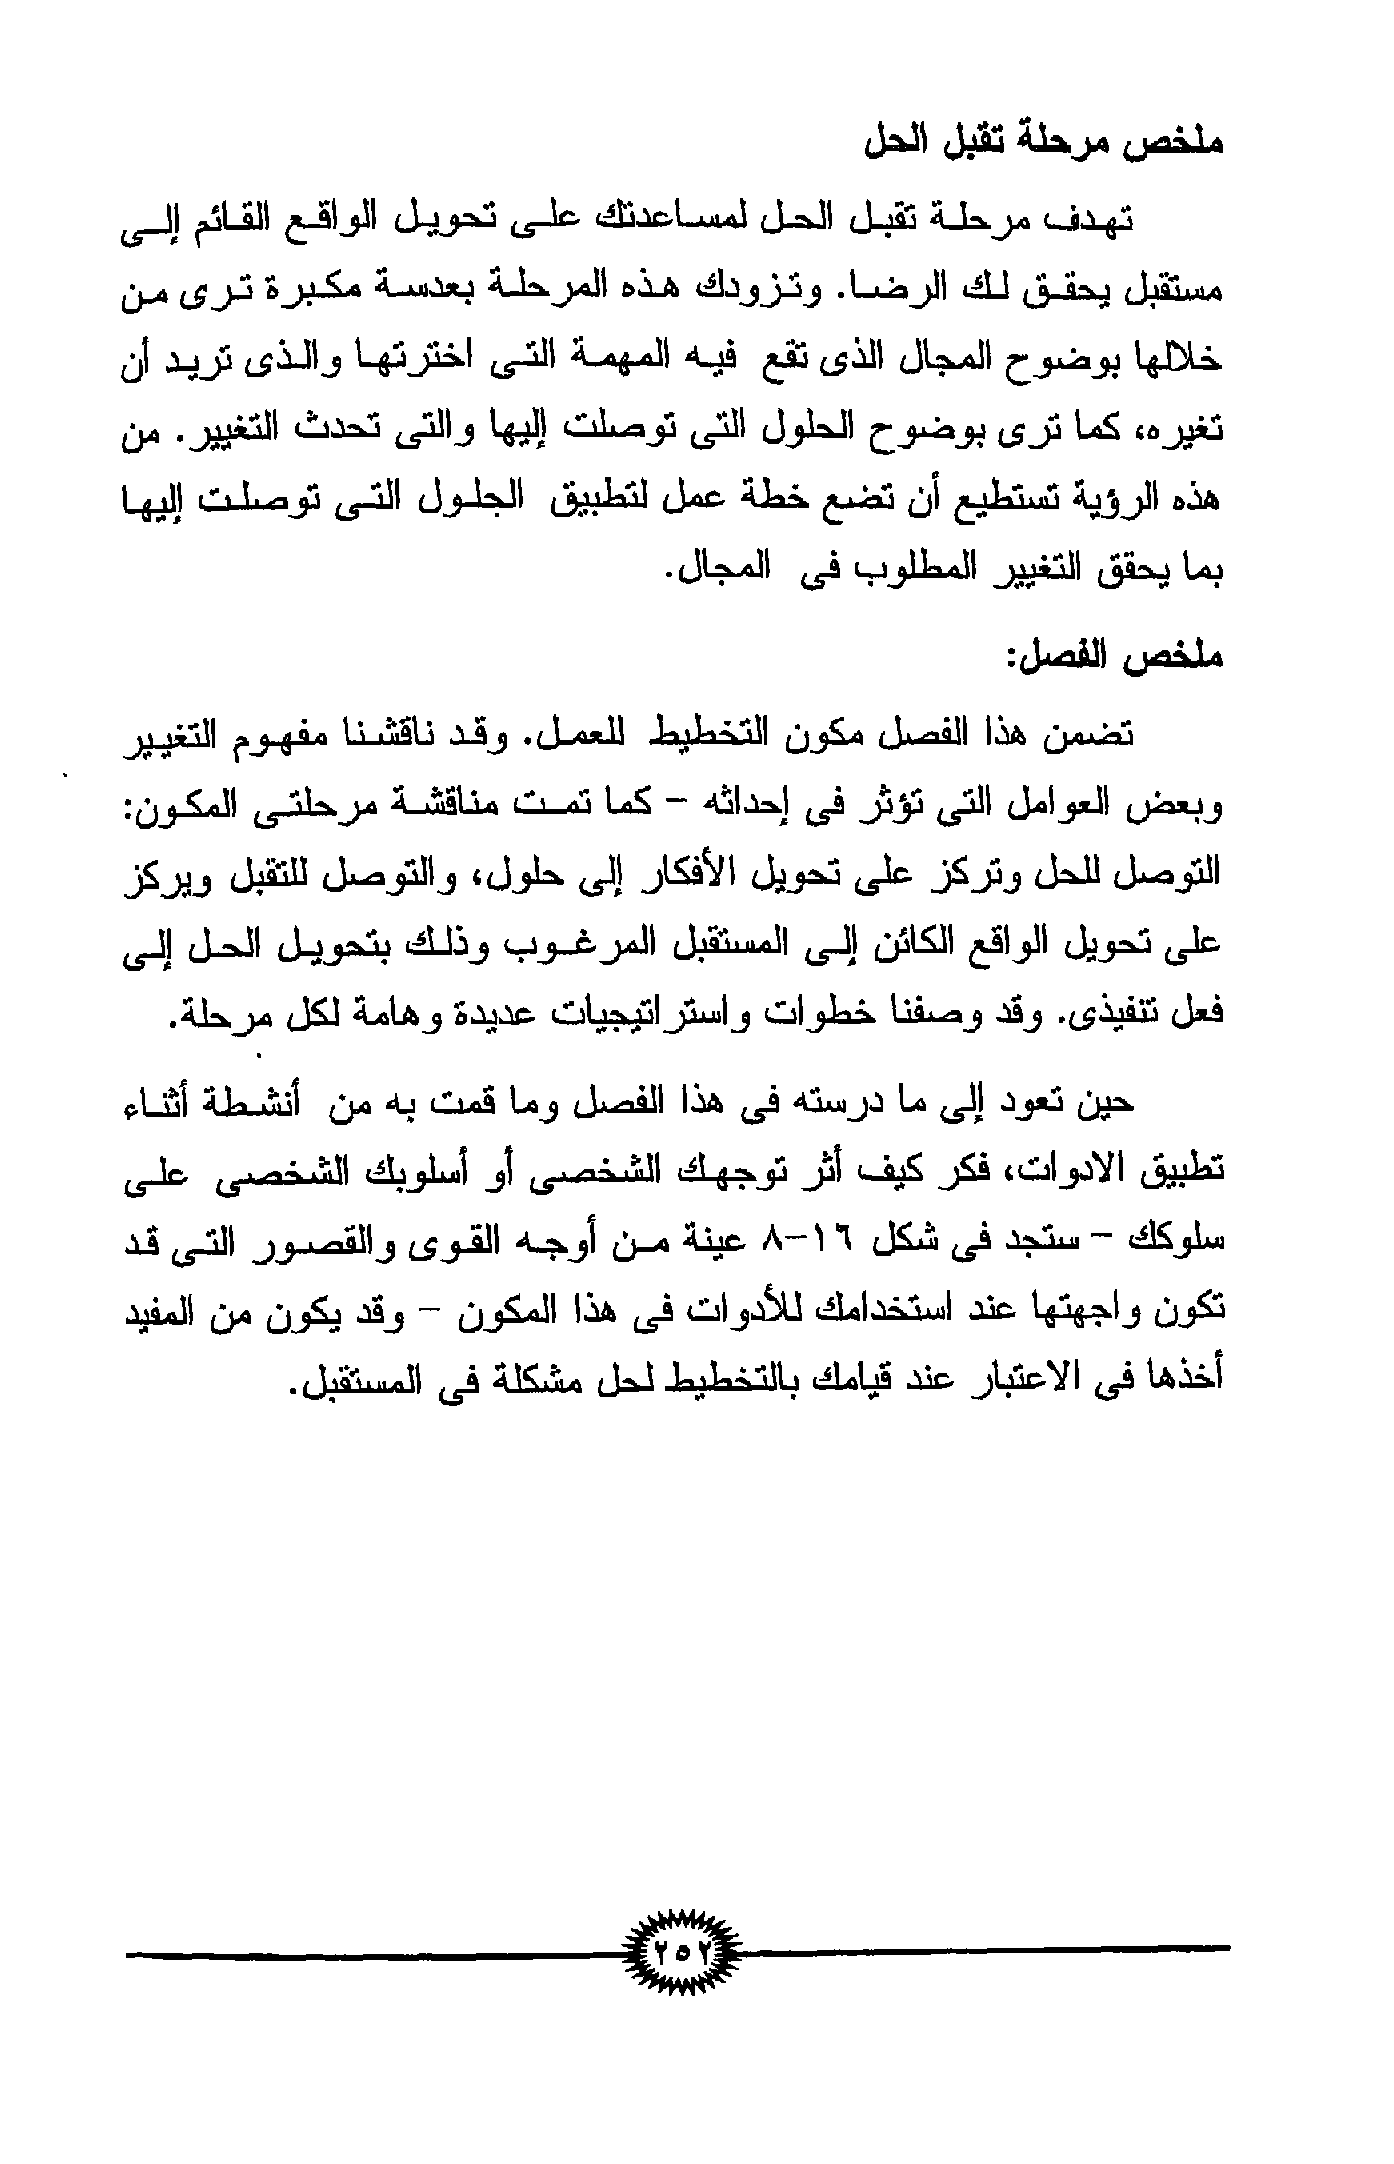 ملخص مرحلة تقبل الحل
تهدف مرحلة تقبل الحل لمساعدتك على تحويل الواقع القائم إلى
مستقبل يحقق لك الرضا. وتزودك هذه المرحلة بعدسة مكبرة ترى من
خلالها بوضوح المجال الذى تقع فيه المهمة التى اخترتها والذى تريد أن
تغيره، كما ترى بوضوح الحلول التى توصلت إليها والتى تحدث التغيير. من
هذه الرؤية تستطيع أن تضع خطة عمل لتطبيق الجلول التى توصلت إليها
بما يحقق التغيير المطلوب فى المجال.
ملخص الفصل:
تضمن هذا الفصل مكون التخطيط للعمل. وقد ناقشنا مفهوم التغيير
وبعض العوامل التى تؤثر فى إحداثه - كما تمت مناقشة مرحلتى المكون:
التوصل للحل وتركز على تحويل الأفكار إلى حلول، والتوصل للتقبل ويركز
على تحويل الواقع الكائن إلى المستقبل المرغوب وذلك بتحويل الحل إلى
فعل تنفيذى. وقد وصفنا خطوات واستراتيجيات عديدة وهامة لكل مرحلة.
حين تعود إلى ما درسته فى هذا الفصل وما قمت به من أنشطة أثناء
تطبيق الادوات، فكر كيف أثر توجهك الشخصى أو أسلوبك الشخصى على
سلوكك - ستجد فى شكل ١٦-٨ عينة من أوجه القوى والقصور التى قد
تكون واجهتها عند استخدامك للأدوات فى هذا المكون - وقد يكون من المفيد
أخذها فى الاعتبار عند قيامك بالتخطيط لحل مشكلة فى المستقبل.
٢٥٢